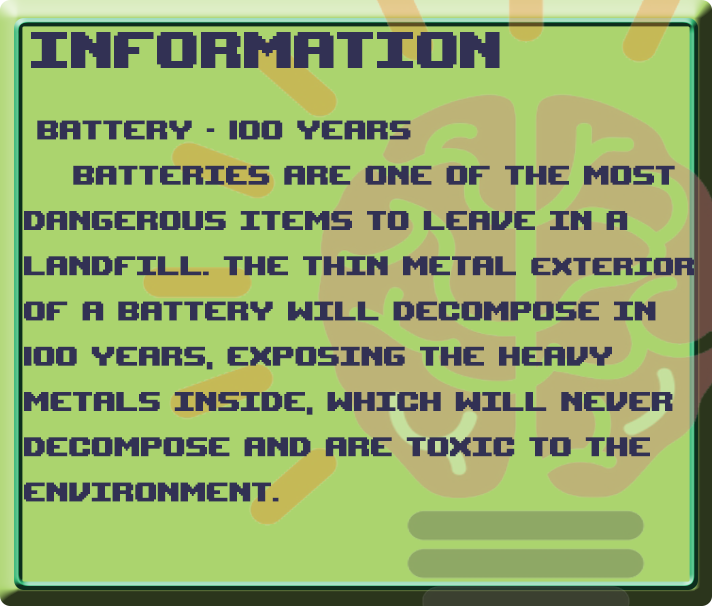 INFORMATION
BATTERY - 100 YEARS
BATTERIES ARE ONE OF THE MOST
DANGEROUS ITEMS TO LEAVE IN A
LANDFILL. THE THIN METAL EXTERIOR
OF A BATTERY WILL DECOMPOSE IN
100 YEARS, EXPOSING THE HEAVY
METALS INSIDE, WHICH WILL NEVER
DECOMPOSE AND ARE TOXIC TO THE
ENVIRONMENT.